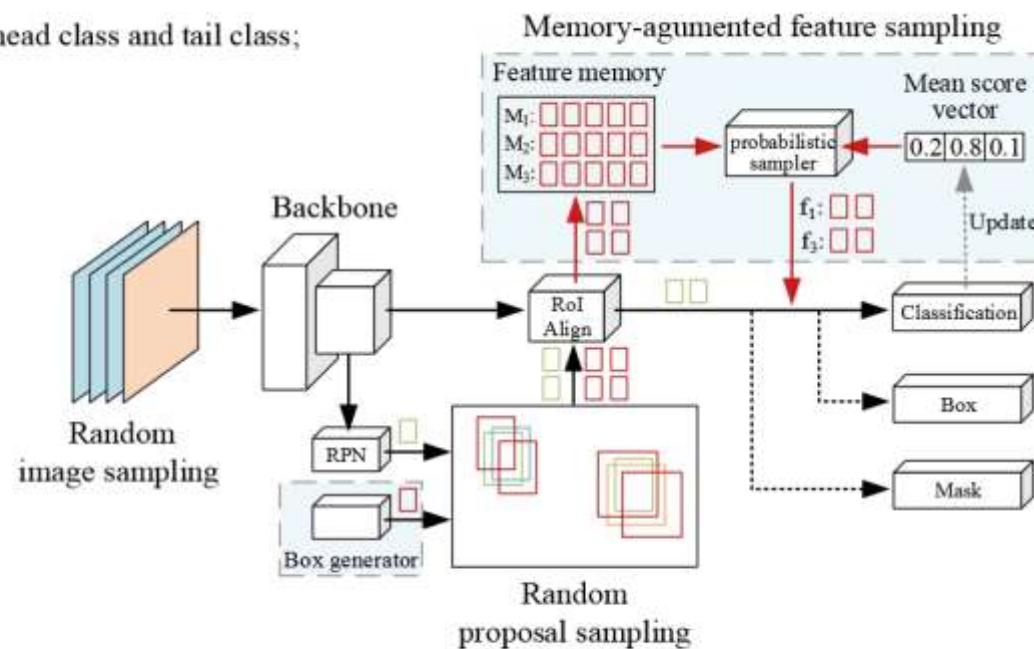 head class and tail class;
Memory-agumented feature sampling
Feature memory
M₁:
M₂:
M₃:
probabilistic
sampler
Mean score
vector
0.2 0.8 0.1
f₁:
f₃:
Update
Backbone
RoI
Align
Classification
Random
image sampling
RPN
Box generator
Box
Mask
Random
proposal sampling